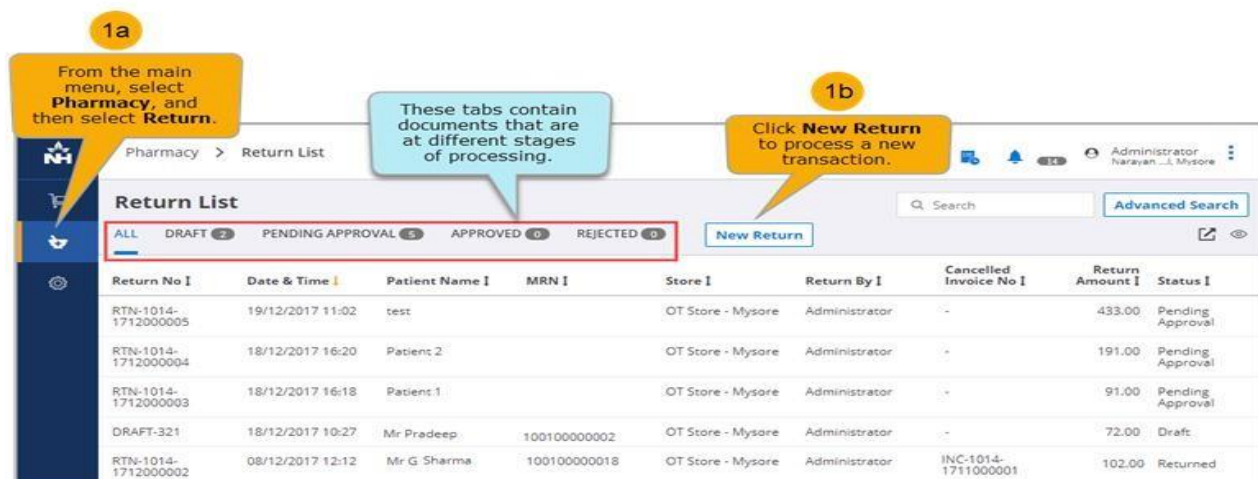 1a
From the main
menu, select
Pharmacy, and
then select Return.
These tabs contain
documents that are
at different stages
of processing.
1b
Click New Return
to process a new
transaction.
NH
Pharmacy > Return List
14
Administrator
Narayan ...l, Mysore
Return List
Search
Advanced Search
ALL DRAFT 2 PENDING APPROVAL 5 APPROVED 0 REJECTED 0
New Return
Return No Date & Time Patient Name MRN Store Return By Cancelled Invoice No Return Amount Status
RTN-1014-1712000005 19/12/2017 11:02 test OT Store - Mysore Administrator - 433.00 Pending Approval
RTN-1014-1712000004 18/12/2017 16:20 Patient 2 OT Store - Mysore Administrator - 191.00 Pending Approval
RTN-1014-1712000003 18/12/2017 16:18 Patient 1 OT Store - Mysore Administrator - 91.00 Pending Approval
DRAFT-321 18/12/2017 10:27 Mr Pradeep 100100000002 OT Store - Mysore Administrator - 72.00 Draft
RTN-1014-1712000002 08/12/2017 12:12 Mr G Sharma 100100000018 OT Store - Mysore Administrator INC-1014-1711000001 102.00 Returned